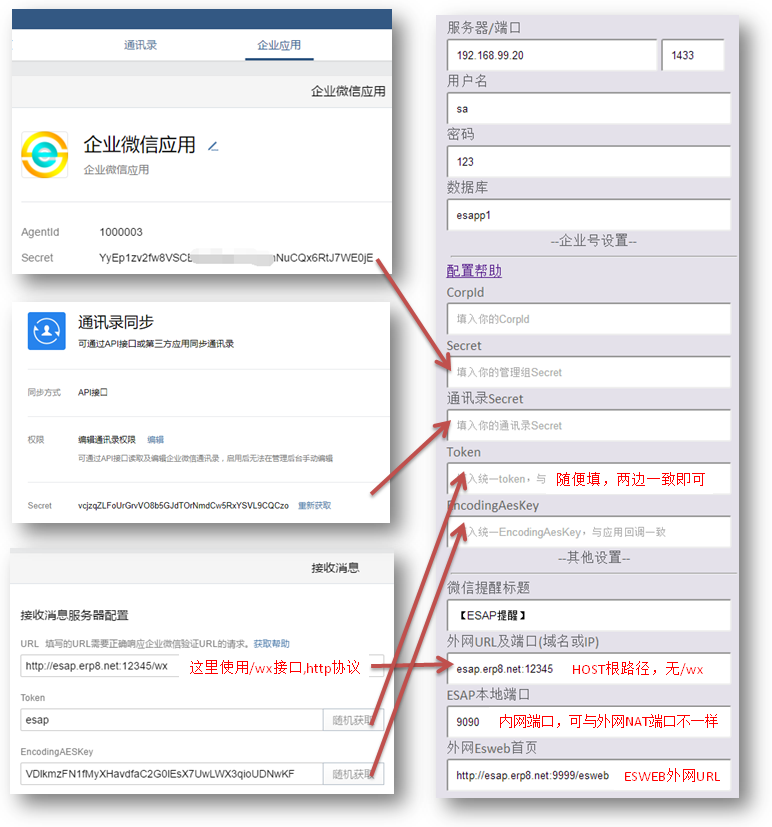 通讯录
企业应用
企业微信应用
企业微信应用
企业微信应用
AgentId 1000003
Secret YyEp1zv2fw8VSCL nNuCQx6RtJ7WE0jE
通讯录同步
可通过API接口或第三方应用同步通讯录
同步方式 API接口
权限 编辑通讯录权限 编辑
可通过API接口读取及编辑企业微信通讯录，启用后无法在管理后台手动编辑
Secret vcjzqZLFoUrGrvVO8b5GJdTOrNmdCw5RxYSVL9CQCzo 重新获取
接收消息
接收消息服务器配置
URL 填写的URL需要正确响应企业微信验证URL的请求。获取帮助
http://esap.erp8.net:12345/wx 这里使用/wx接口,http协议
Token
esap 随机获取
EncodingAESKey
VDlkmzFN1fMyXHavdfaC2G0lEsX7UwLWX3qioUDNwKF 随机获取
服务器/端口
192.168.99.20 1433
用户名
sa
密码
123
数据库
esapp1
--企业号设置--
配置帮助
CorpId
填入你的CorpId
Secret
填入你的管理组Secret
通讯录Secret
填入你的通讯录Secret
Token
入统一token，与 随便填，两边一致即可
EncodingAesKey
入统一EncodingAesKey，与应用回调一致
--其他设置--
微信提醒标题
【ESAP提醒】
外网URL及端口(域名或IP)
esap.erp8.net:12345 HOST根路径，无/wx
ESAP本地端口
9090 内网端口，可与外网NAT端口不一样
外网Esweb首页
http://esap.erp8.net:9999/esweb ESWEB外网URL